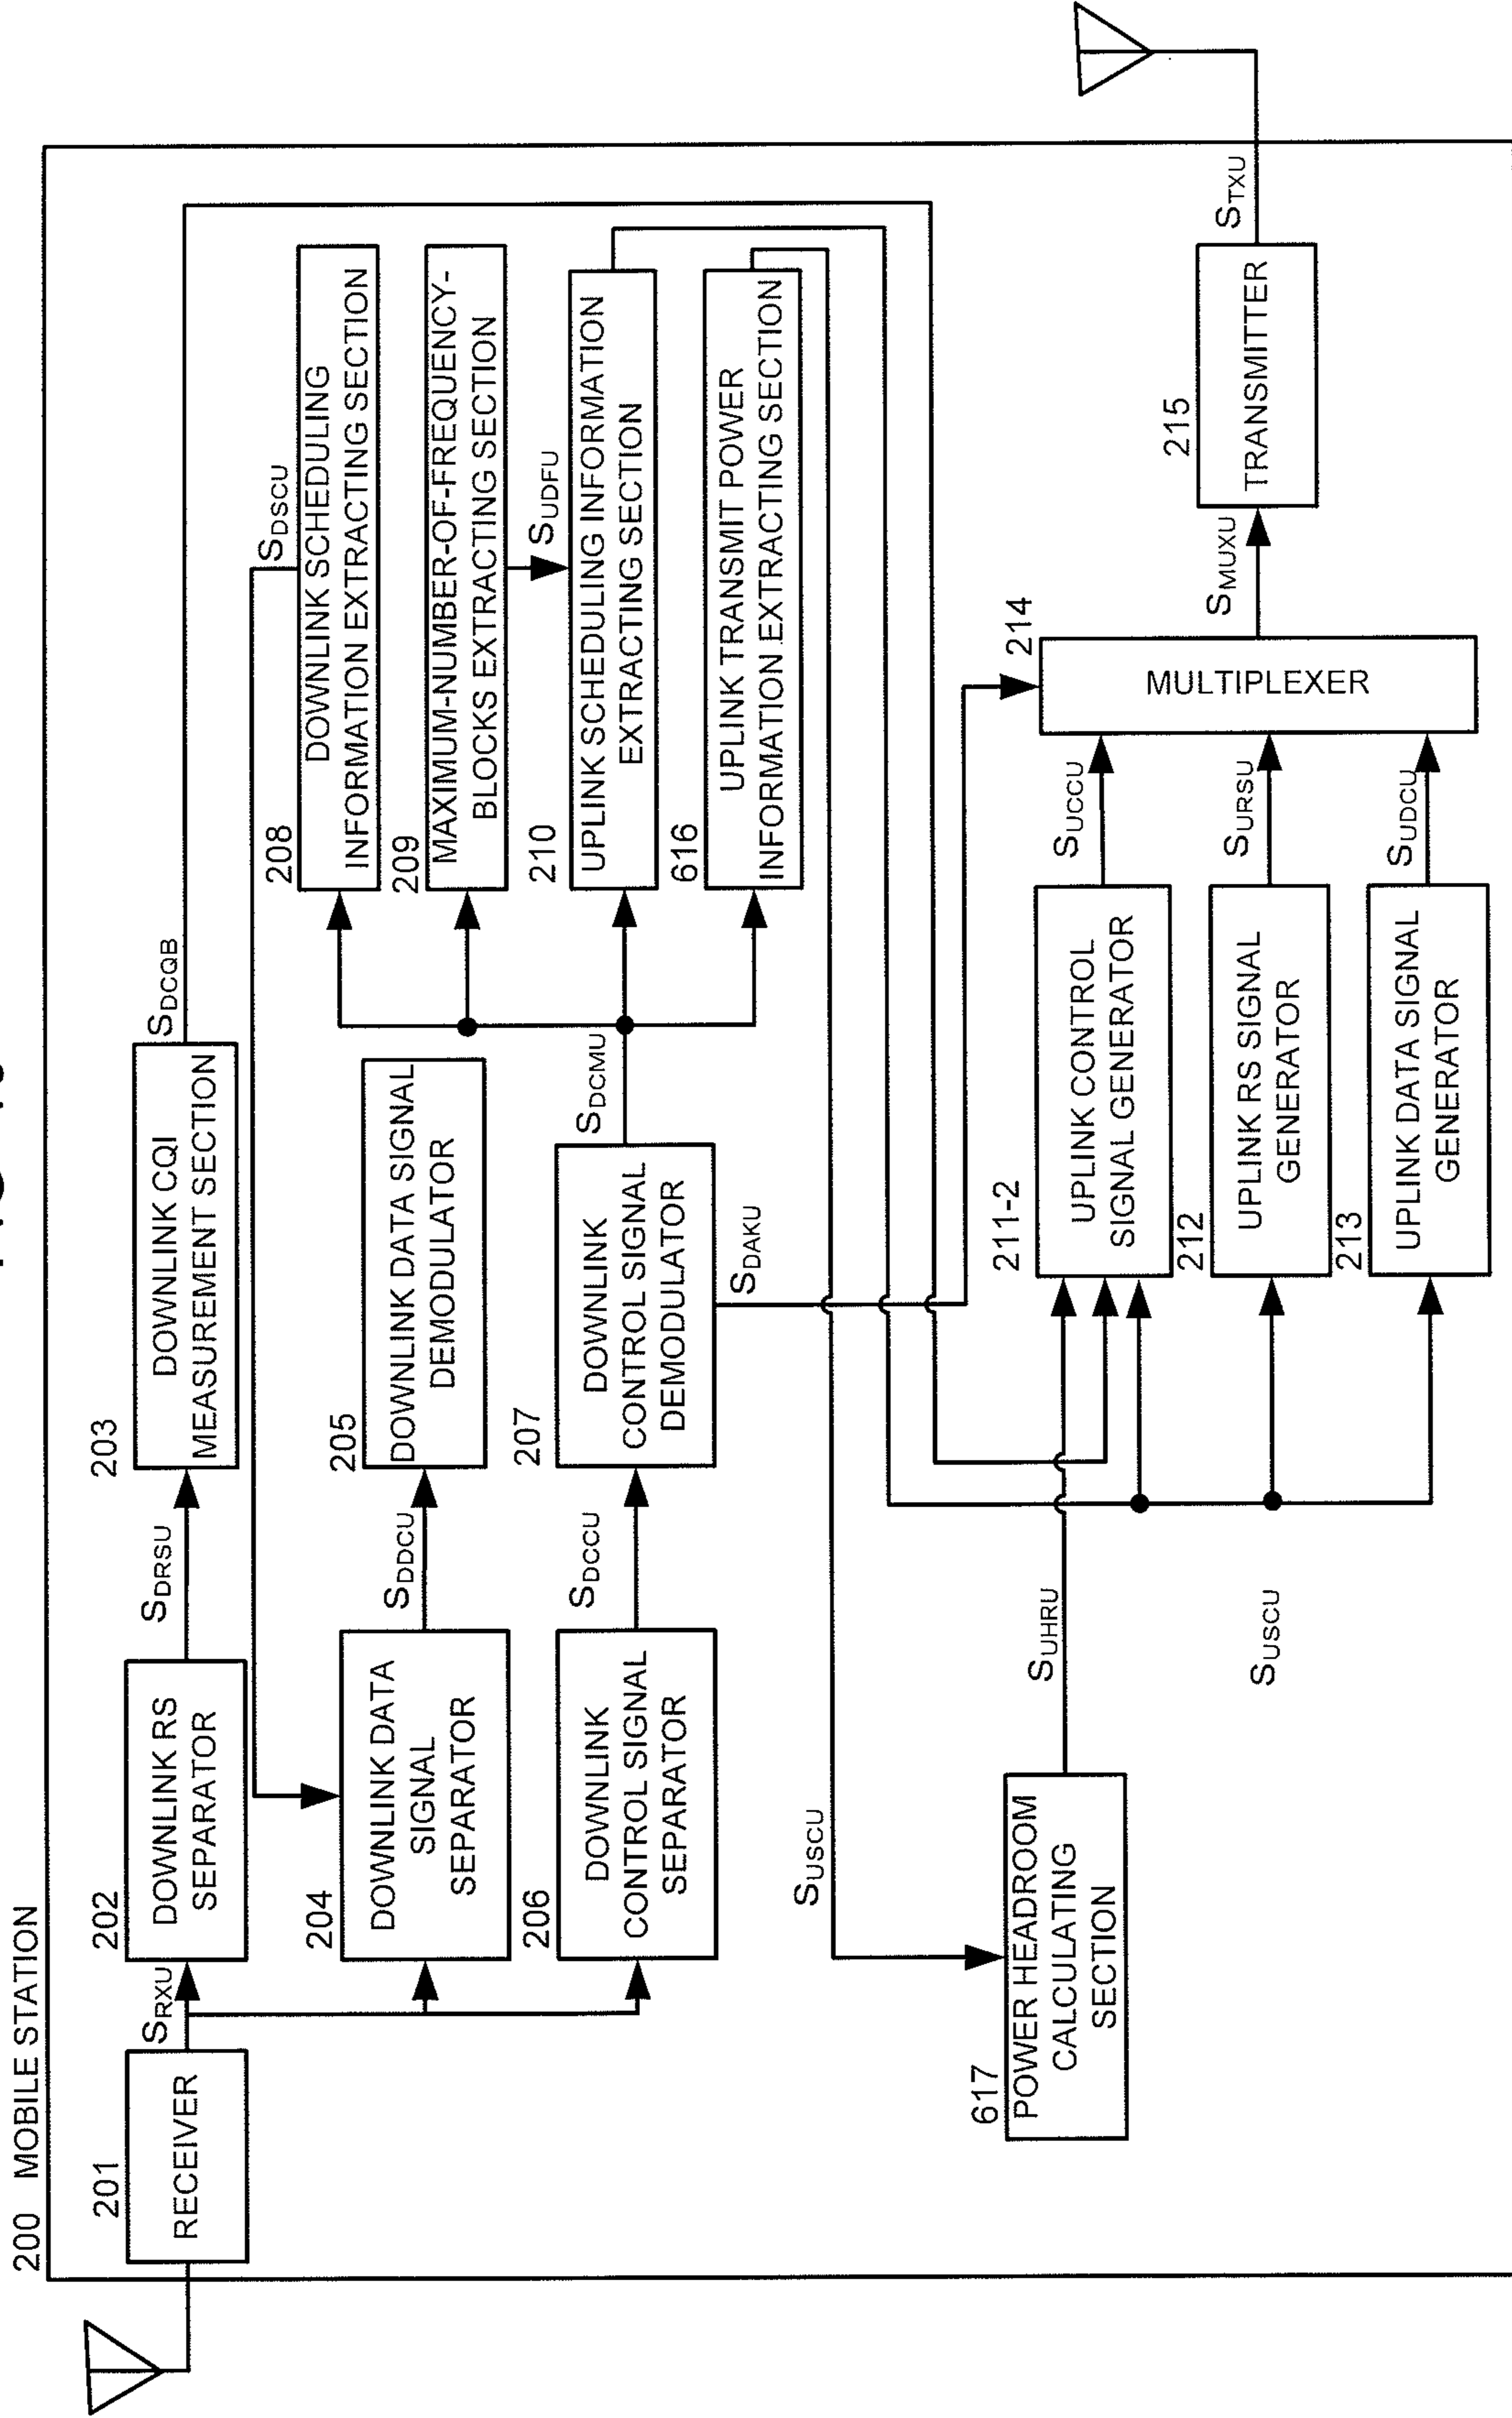 200 MOBILE STATION
201
RECEIVER
SRXU
202
DOWNLINK RS
SEPARATOR
SDRSU
203
DOWNLINK CQI
MEASUREMENT SECTION
SDCQB
204
DOWNLINK DATA
SIGNAL
SEPARATOR
SDDCU
205
DOWNLINK DATA SIGNAL
DEMODULATOR
206
DOWNLINK
CONTROL SIGNAL
SEPARATOR
SDCCU
207
DOWNLINK
CONTROL SIGNAL
DEMODULATOR
SDCMU
SDAKU
SDSCU
208
DOWNLINK SCHEDULING
INFORMATION EXTRACTING SECTION
209
MAXIMUM-NUMBER-OF-FREQUENCY-
BLOCKS EXTRACTING SECTION
SUDFU
210
UPLINK SCHEDULING INFORMATION
EXTRACTING SECTION
616
UPLINK TRANSMIT POWER
INFORMATION EXTRACTING SECTION
SUSCU
617
POWER HEADROOM
CALCULATING
SECTION
SUHRU
SUSCU
211-2
UPLINK CONTROL
SIGNAL GENERATOR
SUCCU
212
UPLINK RS SIGNAL
GENERATOR
SURSU
213
UPLINK DATA SIGNAL
GENERATOR
SUDCU
214
MULTIPLEXER
SMUXU
215
TRANSMITTER
STXU